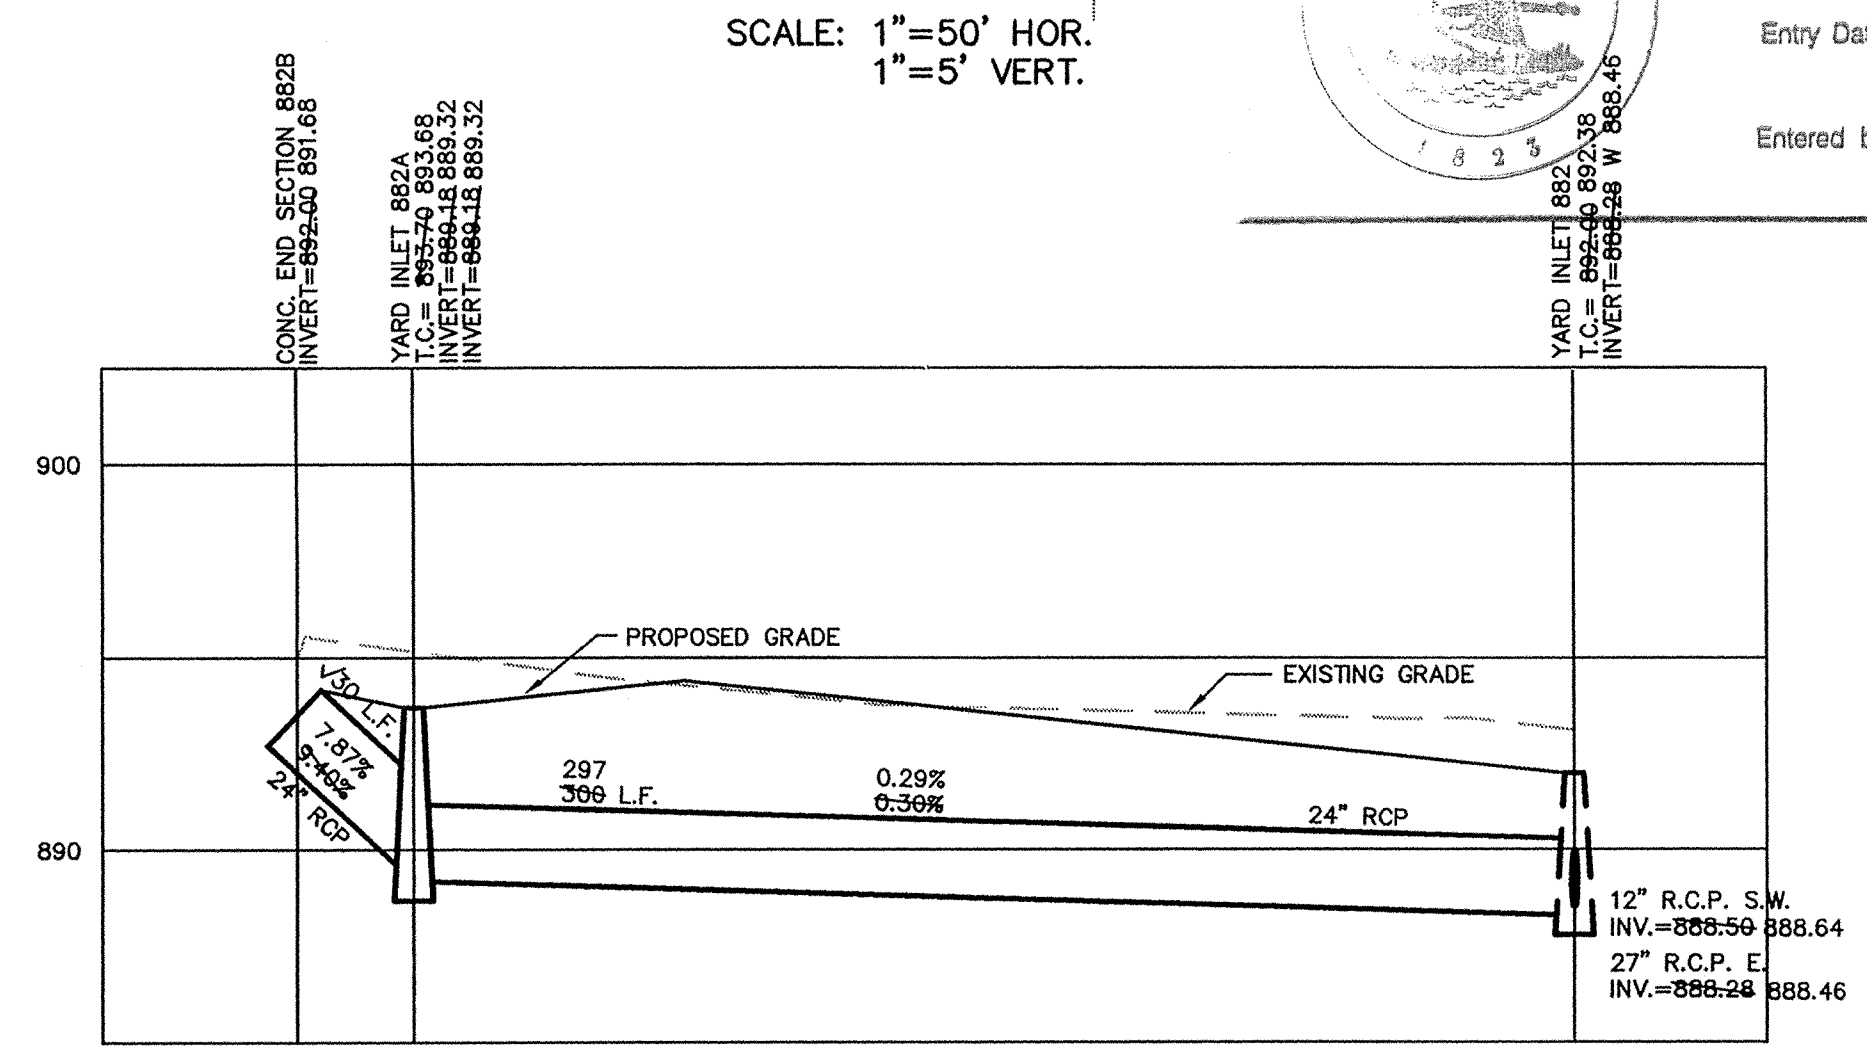 SCALE: 1"=50' HOR.
1"=5' VERT.
Entry Dat
Entered b
1 8 2 3
CONC. END SECTION 882B
INVERT=892.00 891.68
YARD INLET 882A
T.C.= 893.70 893.68
INVERT=889.18 889.32
INVERT=889.18 889.32
YARD INLET 882
T.C.= 892.00 892.38
INVERT=888.28 W 888.46
900
890
PROPOSED GRADE
EXISTING GRADE
√30 L.F.
7.87%
9.40%
24" RCP
297
300 L.F.
0.29%
0.30%
24" RCP
12" R.C.P. S.W.
INV.=888.50 888.64
27" R.C.P. E.
INV.=888.28 888.46